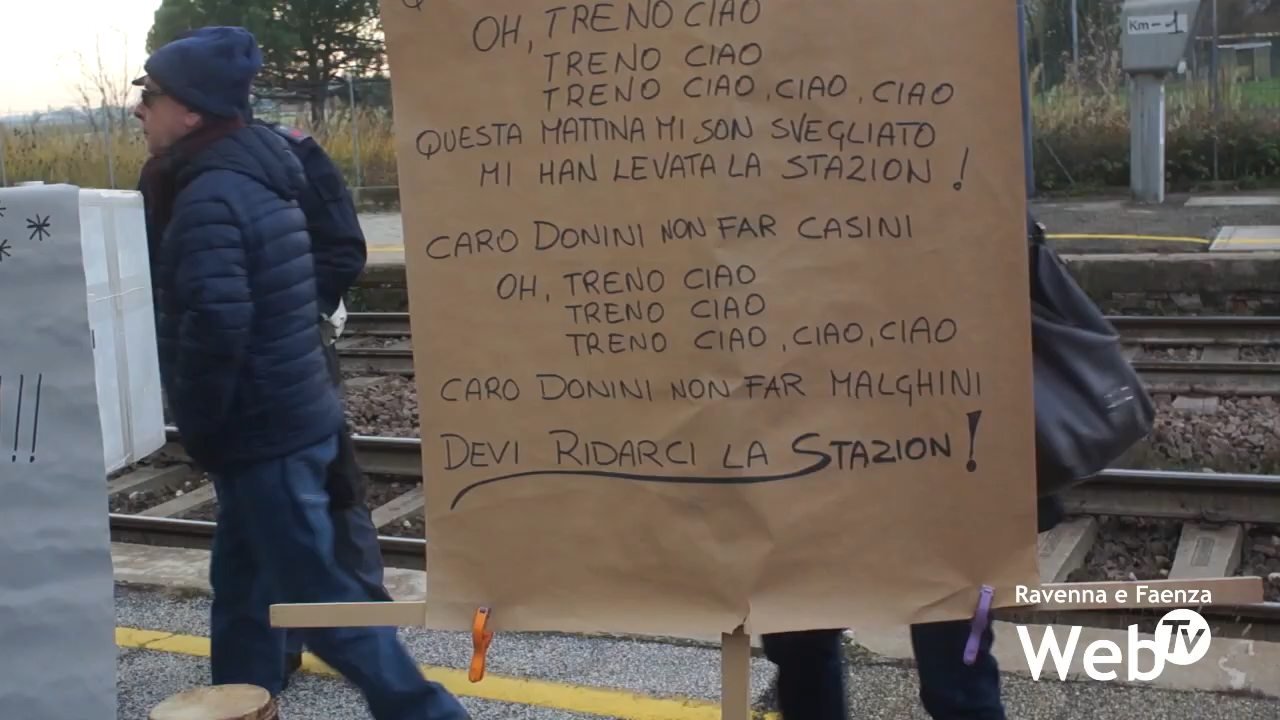 OH, TRENO CIAO
TRENO CIAO
TRENO CIAO, CIAO, CIAO
QUESTA MATTINA MI SON SVEGLIATO
MI HAN LEVATA LA STAZION!
CARO DONINI NON FAR CASINI
OH, TRENO CIAO
TRENO CIAO
TRENO CIAO, CIAO, CIAO
CARO DONINI NON FAR MALGHINI
DEVI RIDARCI LA STAZION!
Km-1
Ravenna e Faenza
WebTv